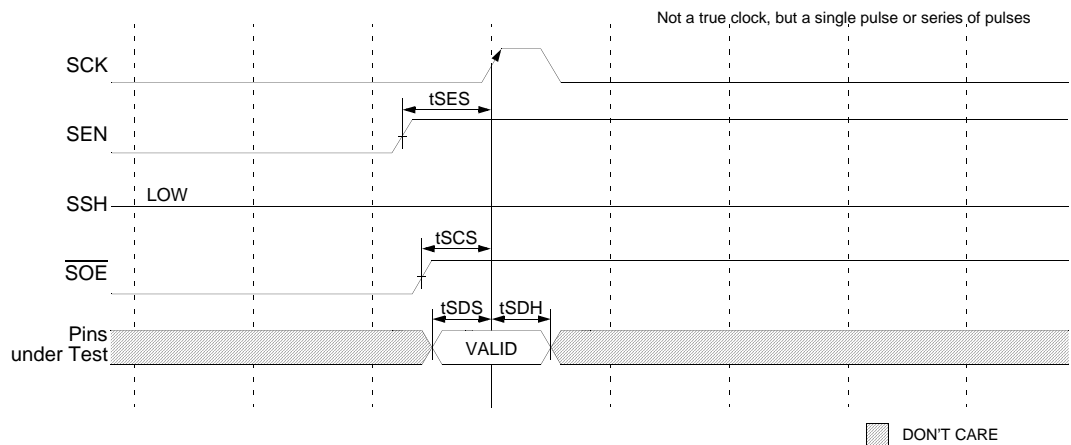 Not a true clock, but a single pulse or series of pulses
SCK
tSES
SEN
LOW
SSH
tSCS
SOE
tSDS
tSDH
Pins
under Test
VALID
DON'T CARE